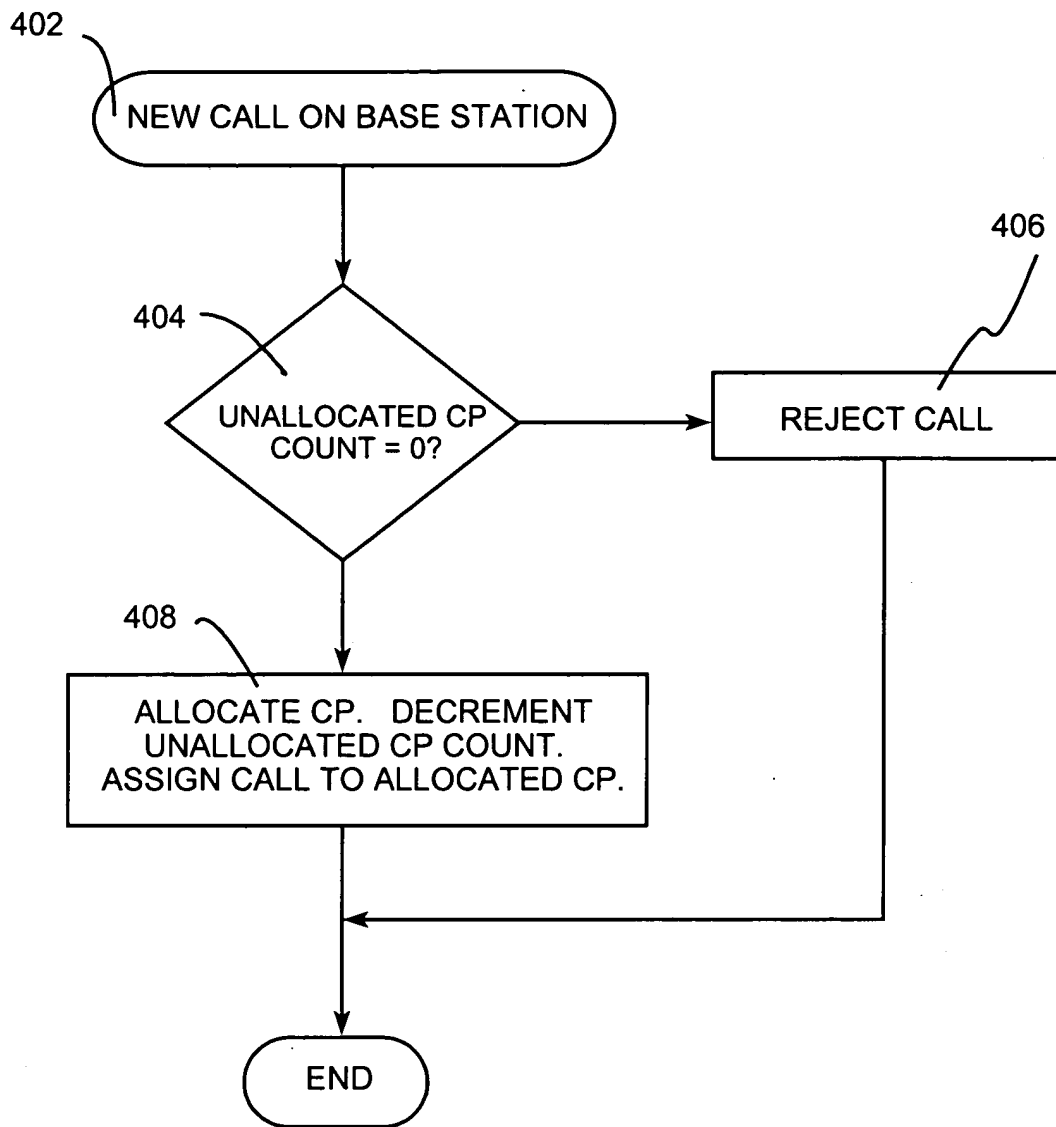 402
NEW CALL ON BASE STATION
404
UNALLOCATED CP
COUNT = 0?
406
REJECT CALL
408
ALLOCATE CP. DECREMENT
UNALLOCATED CP COUNT.
ASSIGN CALL TO ALLOCATED CP.
END